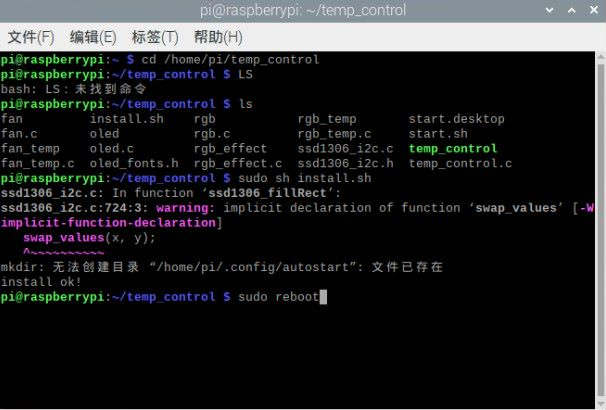 pi@raspberrypi: ~/temp_control
文件(F) 编辑(E) 标签(T) 帮助(H)
pi@raspberrypi:~ $ cd /home/pi/temp_control
pi@raspberrypi:~/temp_control $ LS
bash: LS：未找到命令
pi@raspberrypi:~/temp_control $ ls
fan install.sh rgb rgb_temp start.desktop
fan.c oled rgb.c rgb_temp.c start.sh
fan_temp oled.c rgb_effect ssd1306_i2c.c temp_control
fan_temp.c oled_fonts.h rgb_effect.c ssd1306_i2c.h temp_control.c
pi@raspberrypi:~/temp_control $ sudo sh install.sh
ssd1306_i2c.c: In function ‘ssd1306_fillRect’:
ssd1306_i2c.c:724:3: warning: implicit declaration of function ‘swap_values’ [-W
implicit-function-declaration]
swap_values(x, y);
^~~~~~~~~~~
mkdir: 无法创建目录 “/home/pi/.config/autostart”: 文件已存在
install ok!
pi@raspberrypi:~/temp_control $ sudo reboot